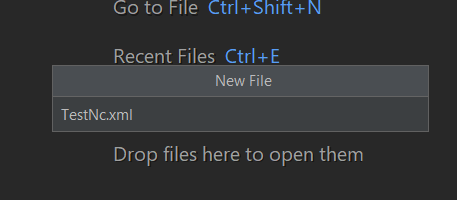 Go to File Ctrl+Shift+N
Recent Files Ctrl+E
New File
TestNc.xml
Drop files here to open them